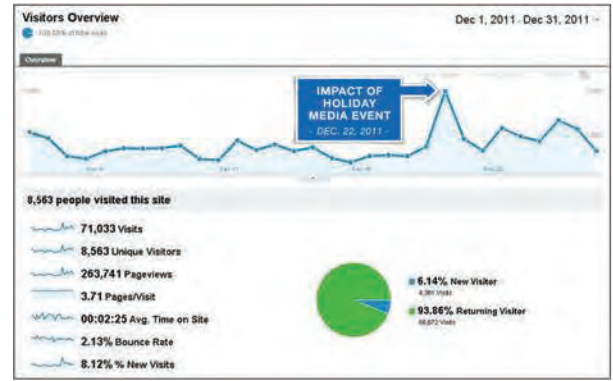 Visitors Overview
Dec 1, 2011 - Dec 31, 2011
Overview
IMPACT OF
HOLIDAY
MEDIA EVENT
- DEC. 22, 2011 -
8,563 people visited this site
71,033 Visits
8,563 Unique Visitors
263,741 Pageviews
3.71 Pages/Visit
00:02:25 Avg. Time on Site
2.13% Bounce Rate
8.12% % New Visits
6.14% New Visitor
Visits
93.86% Returning Visitor
Visits